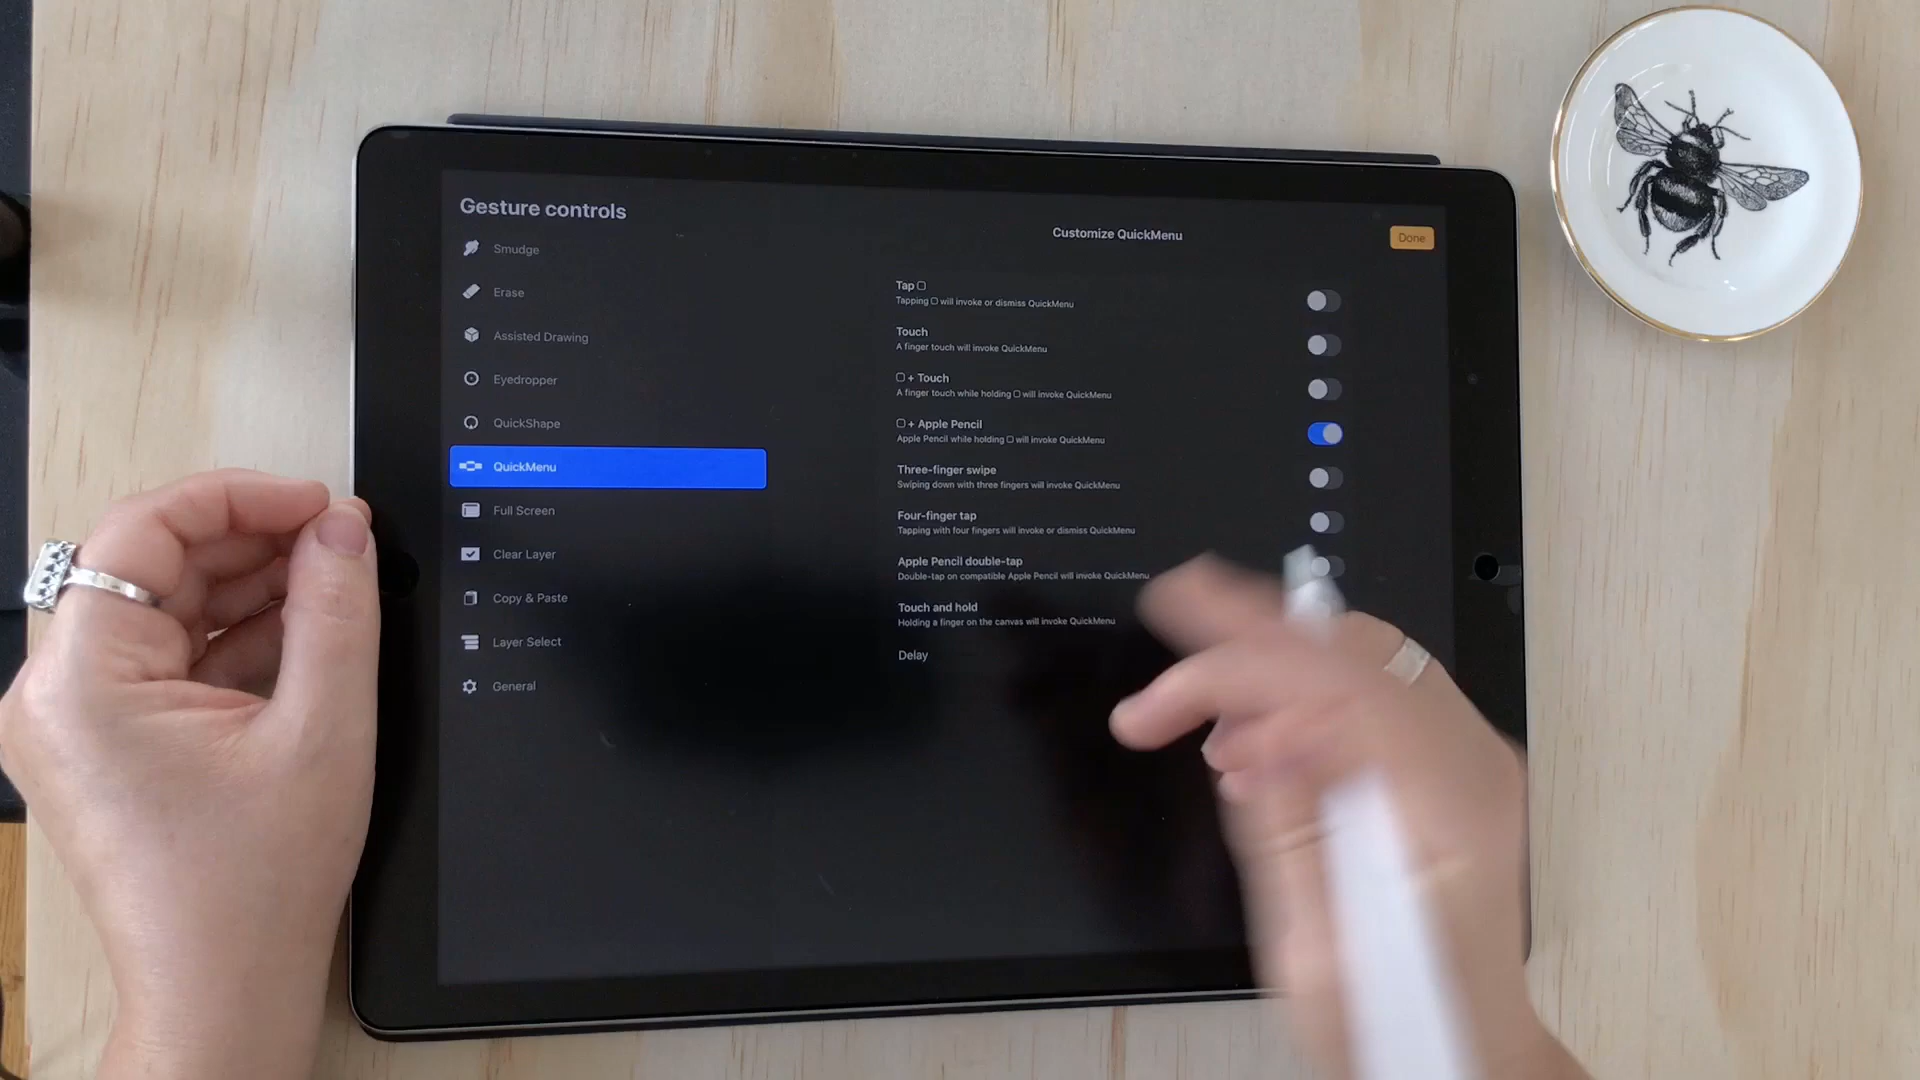 Gesture controls
Smudge
Erase
Assisted Drawing
Eyedropper
QuickShape
QuickMenu
Full Screen
Clear Layer
Copy & Paste
Layer Select
General
Customize QuickMenu
Done
Tap ▢
Tapping ▢ will invoke or dismiss QuickMenu
Touch
A finger touch will invoke QuickMenu
▢ + Touch
A finger touch while holding ▢ will invoke QuickMenu
▢ + Apple Pencil
Apple Pencil while holding ▢ will invoke QuickMenu
Three-finger swipe
Swiping down with three fingers will invoke QuickMenu
Four-finger tap
Tapping with four fingers will invoke or dismiss QuickMenu
Apple Pencil double-tap
Double-tap on compatible Apple Pencil will invoke QuickMenu
Touch and hold
Holding a finger on the canvas will invoke QuickMenu
Delay